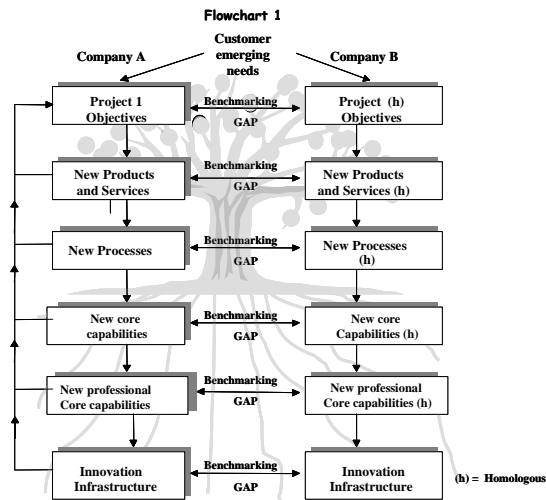 Flowchart 1
Customer
emerging
needs
Company A
Company B
Project 1
Objectives
Benchmarking
GAP
Project (h)
Objectives
New Products
and Services
Benchmarking
GAP
New Products
and Services (h)
New Processes
Benchmarking
GAP
New Processes
(h)
New core
capabilities
Benchmarking
GAP
New core
Capabilities (h)
New professional
Core capabilities
Benchmarking
GAP
New professional
Core capabilities (h)
Innovation
Infrastructure
Benchmarking
GAP
Innovation
Infrastructure
(h) = Homologous